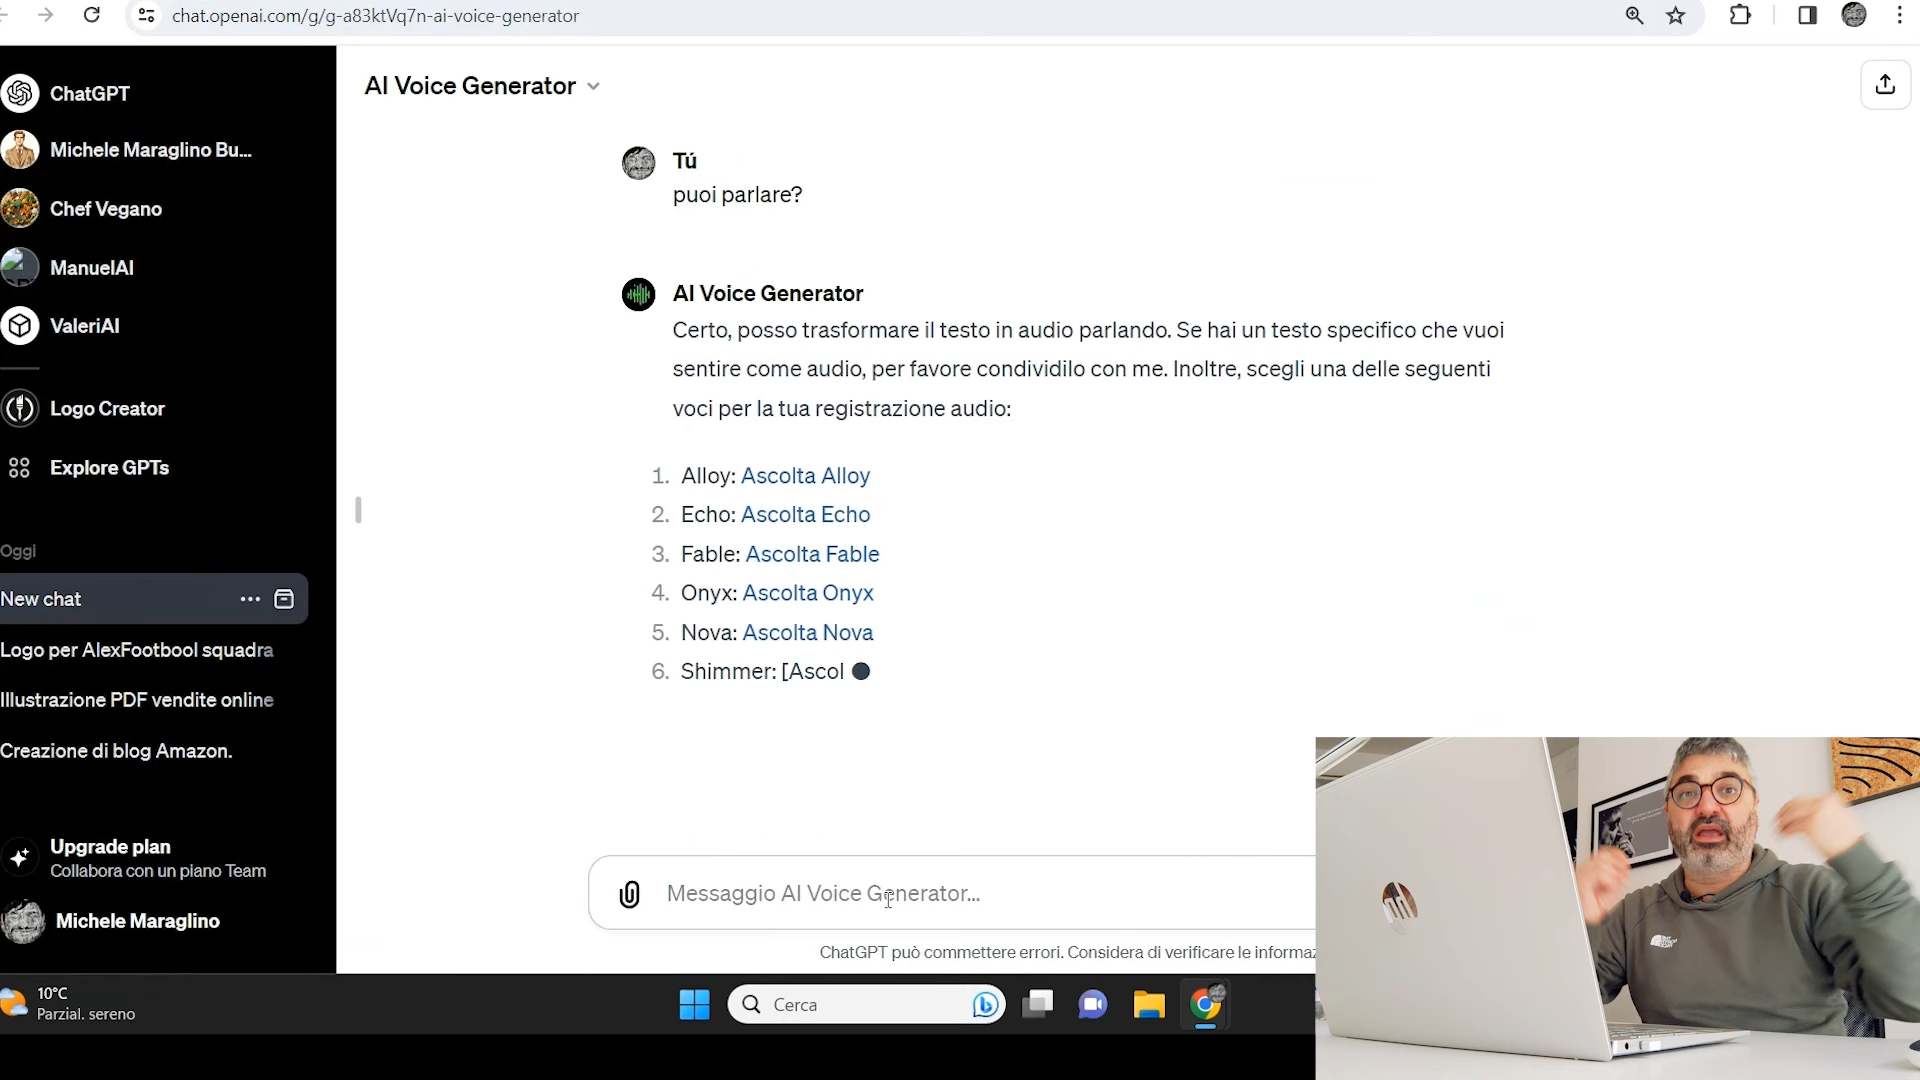 chat.openai.com/g/g-a83ktVq7n-ai-voice-generator
ChatGPT
Michele Maraglino Bu...
Chef Vegano
ManuelAI
ValeriAI
Logo Creator
Explore GPTs
Oggi
New chat
Logo per AlexFootbool squadra
Illustrazione PDF vendite online
Creazione di blog Amazon.
Upgrade plan
Collabora con un piano Team
Michele Maraglino
AI Voice Generator
Tú
puoi parlare?
AI Voice Generator
Certo, posso trasformare il testo in audio parlando. Se hai un testo specifico che vuoi
sentire come audio, per favore condividilo con me. Inoltre, scegli una delle seguenti
voci per la tua registrazione audio:
1. Alloy: Ascolta Alloy
2. Echo: Ascolta Echo
3. Fable: Ascolta Fable
4. Onyx: Ascolta Onyx
5. Nova: Ascolta Nova
6. Shimmer: [Ascol
Messaggio AI Voice Generator...
ChatGPT può commettere errori. Considera di verificare le informaz
10°C
Parzial. sereno
Cerca